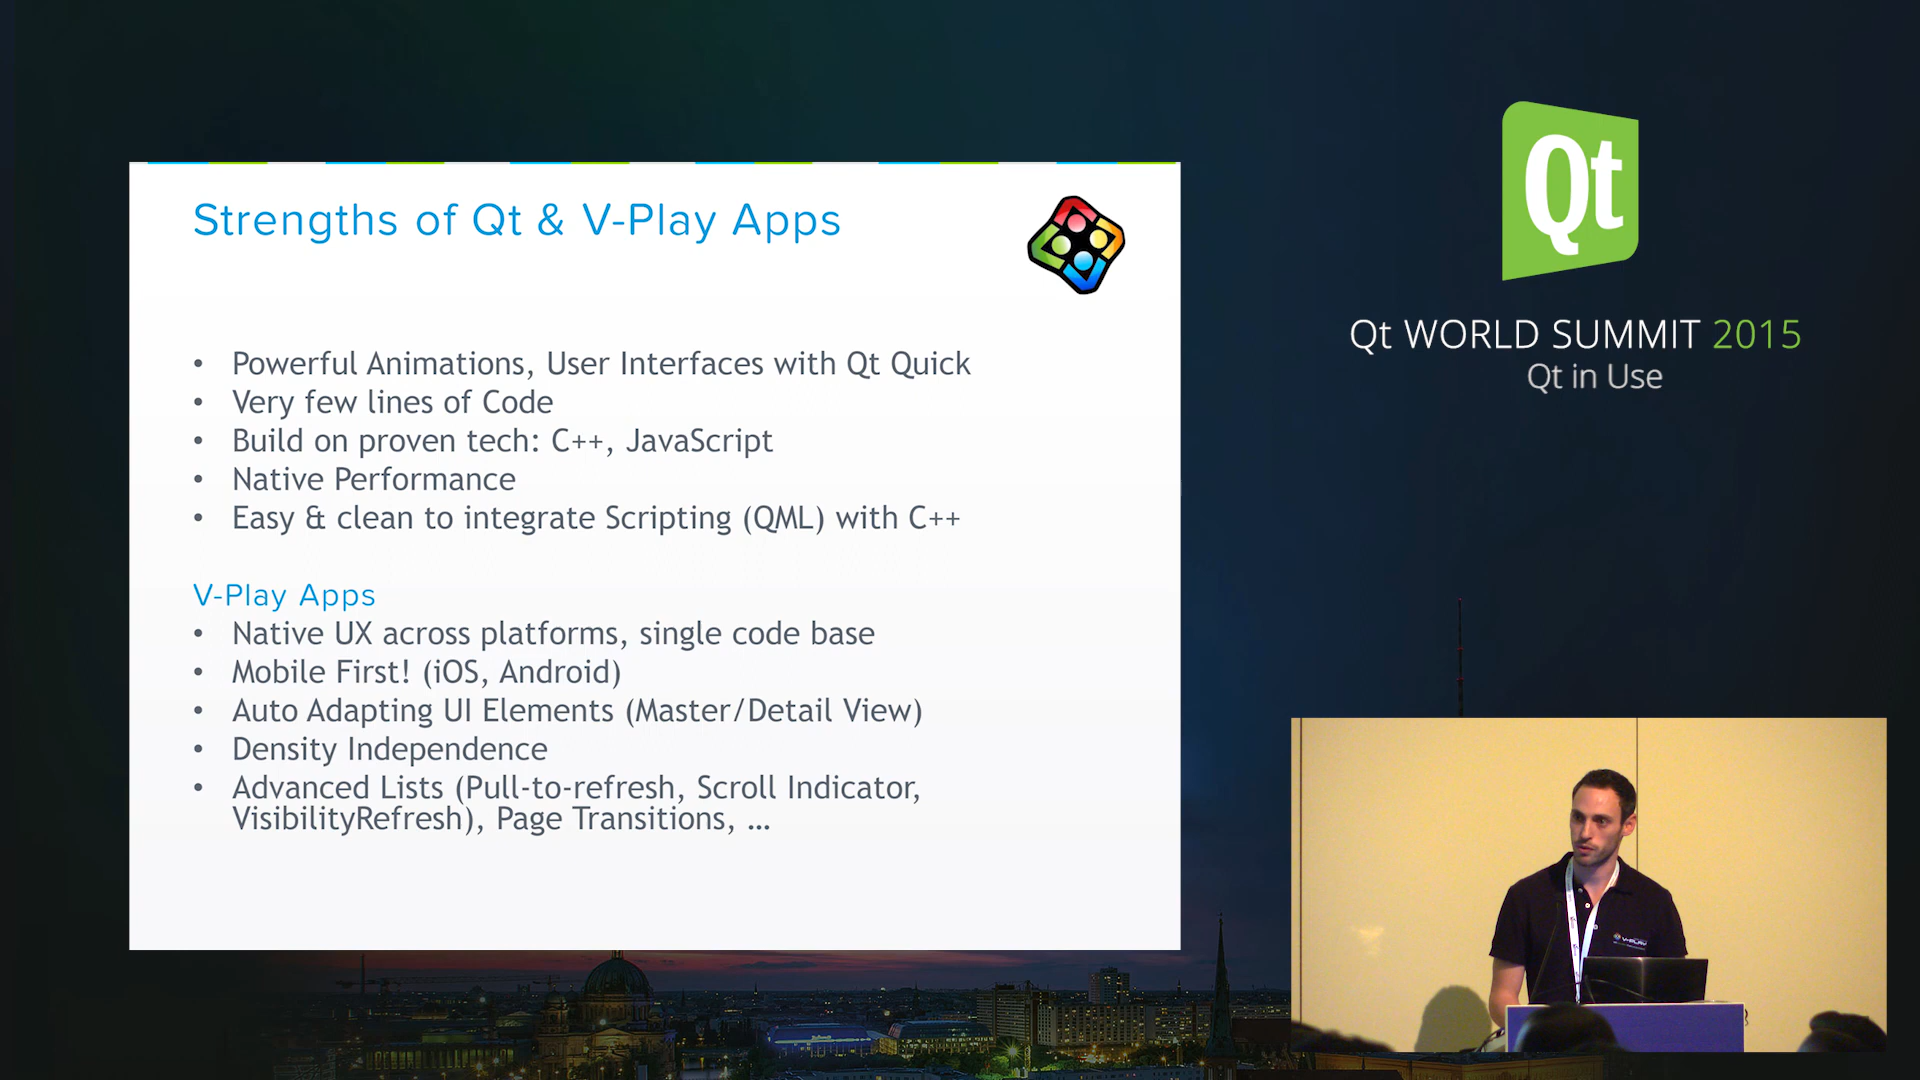 Strengths of Qt & V-Play Apps
• Powerful Animations, User Interfaces with Qt Quick
• Very few lines of Code
• Build on proven tech: C++, JavaScript
• Native Performance
• Easy & clean to integrate Scripting (QML) with C++
V-Play Apps
• Native UX across platforms, single code base
• Mobile First! (iOS, Android)
• Auto Adapting UI Elements (Master/Detail View)
• Density Independence
• Advanced Lists (Pull-to-refresh, Scroll Indicator,
VisibilityRefresh), Page Transitions, ...
Qt
Qt WORLD SUMMIT 2015
Qt in Use
V-PLAY